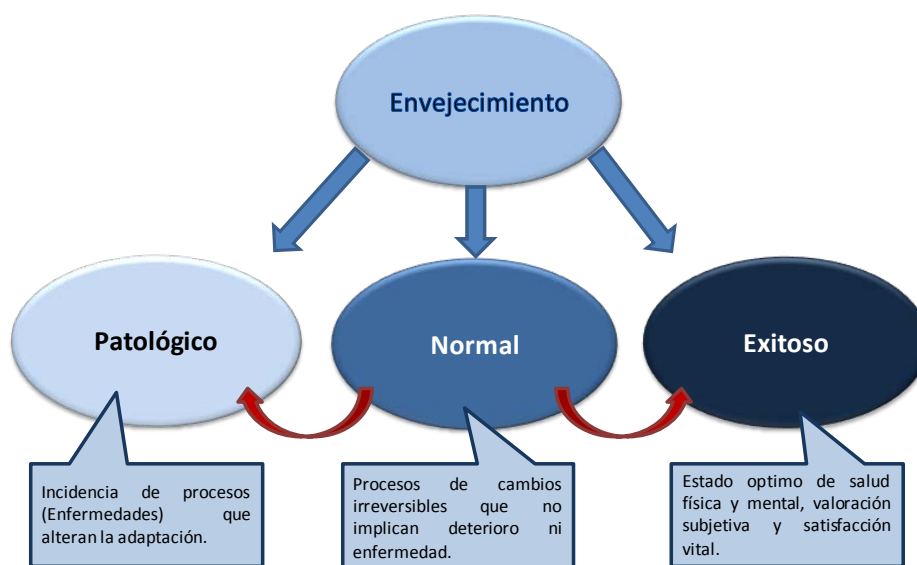 Envejecimiento
Patológico
Normal
Exitoso
Incidencia de procesos
(Enfermedades) que
alteran la adaptación.
Procesos de cambios
irreversibles que no
implican deterioro ni
enfermedad.
Estado optimo de salud
física y mental, valoración
subjetiva y satisfacción
vital.